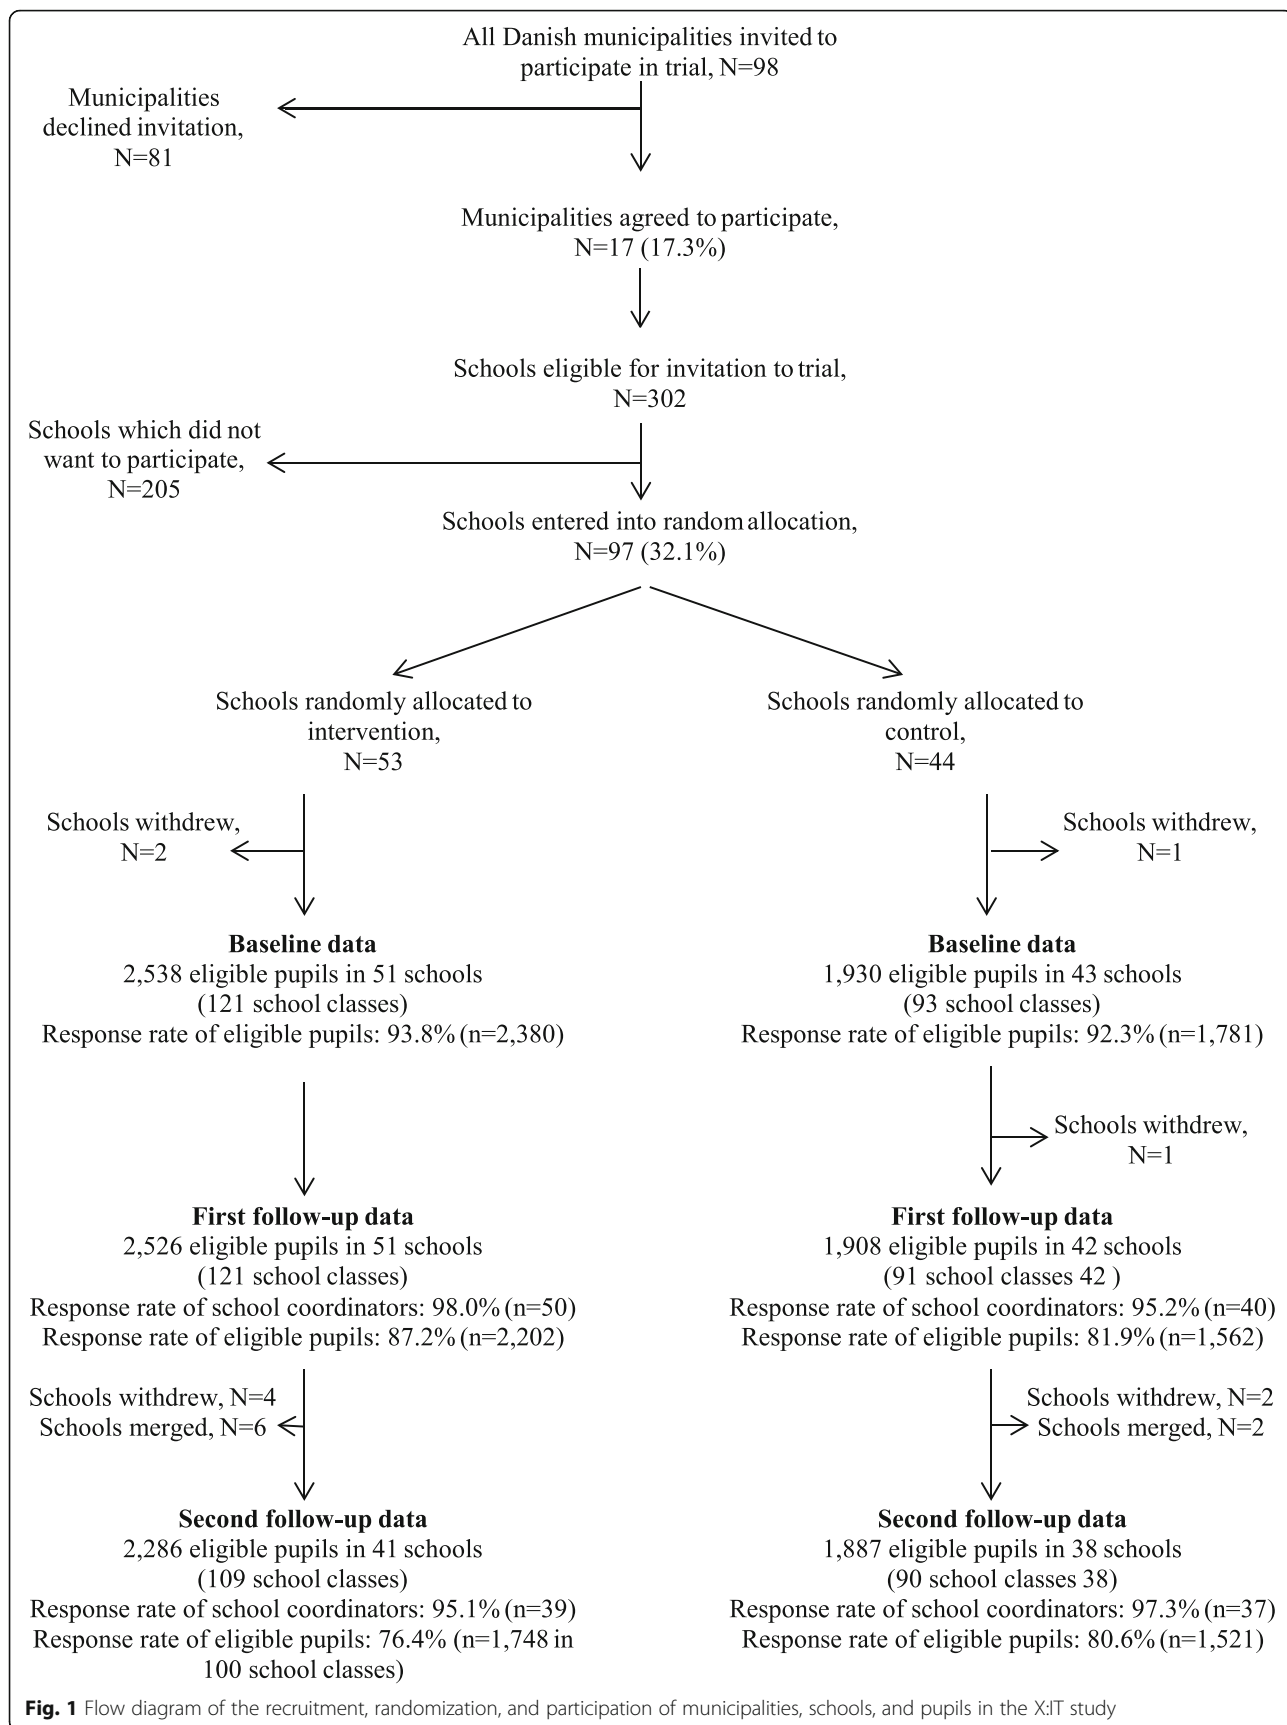 All Danish municipalities invited to
participate in trial, N=98
Municipalities
declined invitation,
N=81
Municipalities agreed to participate,
N=17 (17.3%)
Schools eligible for invitation to trial,
N=302
Schools which did not
want to participate,
N=205
Schools entered into random allocation,
N=97 (32.1%)
Schools randomly allocated to
intervention,
N=53
Schools randomly allocated to
control,
N=44
Schools withdrew,
N=2
Schools withdrew,
N=1
Baseline data
2,538 eligible pupils in 51 schools
(121 school classes)
Response rate of eligible pupils: 93.8% (n=2,380)
Baseline data
1,930 eligible pupils in 43 schools
(93 school classes)
Response rate of eligible pupils: 92.3% (n=1,781)
Schools withdrew,
N=1
First follow-up data
2,526 eligible pupils in 51 schools
(121 school classes)
Response rate of school coordinators: 98.0% (n=50)
Response rate of eligible pupils: 87.2% (n=2,202)
First follow-up data
1,908 eligible pupils in 42 schools
(91 school classes 42 )
Response rate of school coordinators: 95.2% (n=40)
Response rate of eligible pupils: 81.9% (n=1,562)
Schools withdrew, N=4
Schools merged, N=6
Schools withdrew, N=2
Schools merged, N=2
Second follow-up data
2,286 eligible pupils in 41 schools
(109 school classes)
Response rate of school coordinators: 95.1% (n=39)
Response rate of eligible pupils: 76.4% (n=1,748 in
100 school classes)
Second follow-up data
1,887 eligible pupils in 38 schools
(90 school classes 38)
Response rate of school coordinators: 97.3% (n=37)
Response rate of eligible pupils: 80.6% (n=1,521)
Fig. 1 Flow diagram of the recruitment, randomization, and participation of municipalities, schools, and pupils in the X:IT study